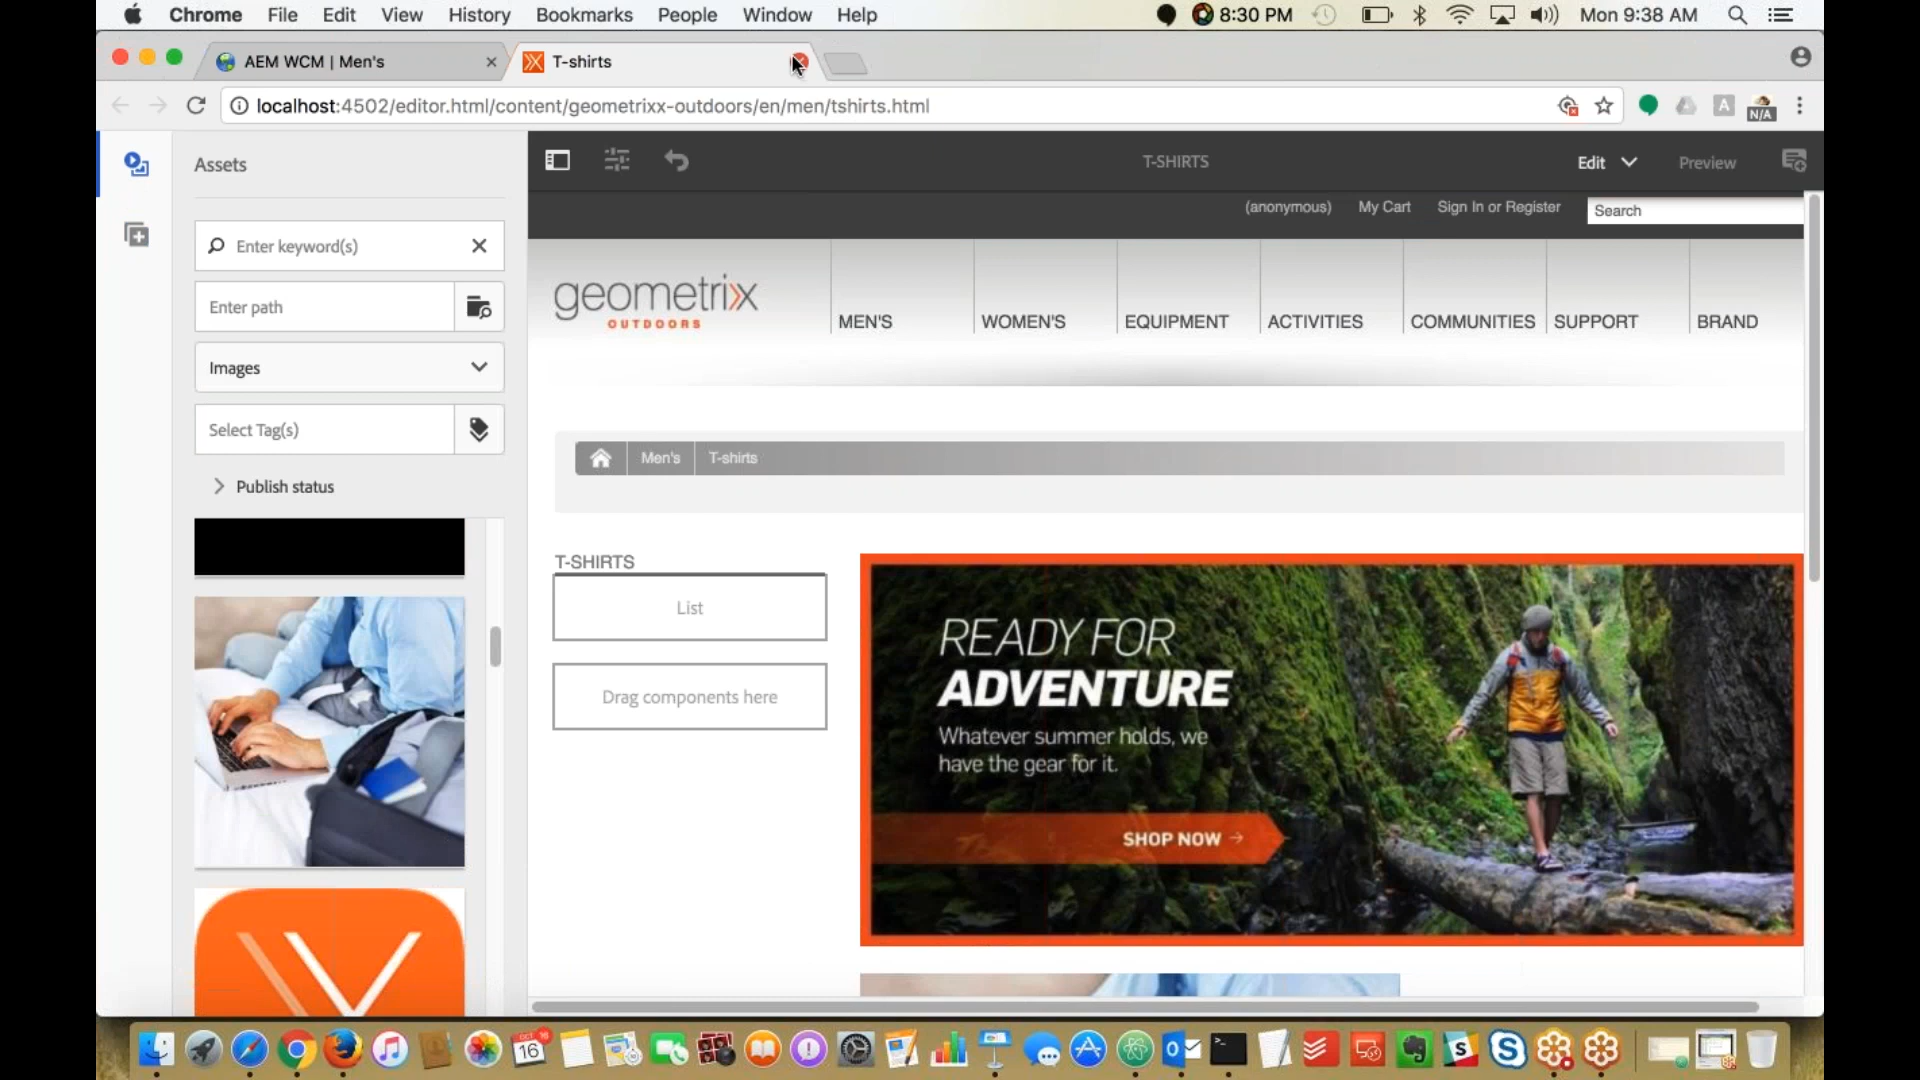 Chrome File Edit View History Bookmarks People Window Help 8:30 PM Mon 9:38 AM
AEM WCM | Men's T-shirts
localhost:4502/editor.html/content/geometrixx-outdoors/en/men/tshirts.html
A
N/A
Assets
T-SHIRTS Edit Preview
(anonymous) My Cart Sign In or Register Search
Enter keyword(s)
Enter path
Images
Select Tag(s)
Publish status
geometrixx
OUTDOORS
MEN'S WOMEN'S EQUIPMENT ACTIVITIES COMMUNITIES SUPPORT BRAND
Men's T-shirts
T-SHIRTS
List
Drag components here
READY FOR
ADVENTURE
Whatever summer holds, we
have the gear for it.
SHOP NOW →
OCT
16